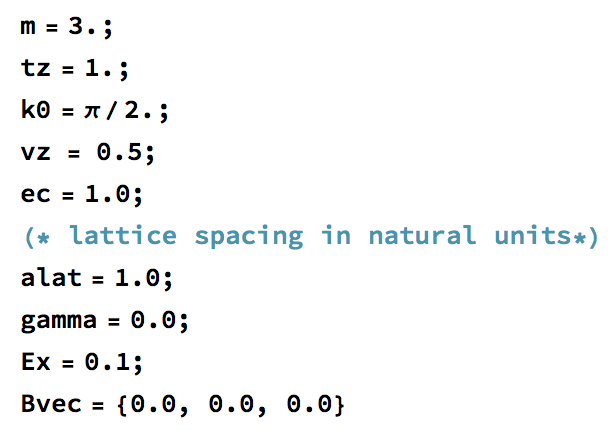 m = 3.;
tz = 1.;
k0 = π / 2.;
vz = 0.5;
ec = 1.0;
(* lattice spacing in natural units*)
alat = 1.0;
gamma = 0.0;
Ex = 0.1;
Bvec = {0.0, 0.0, 0.0}